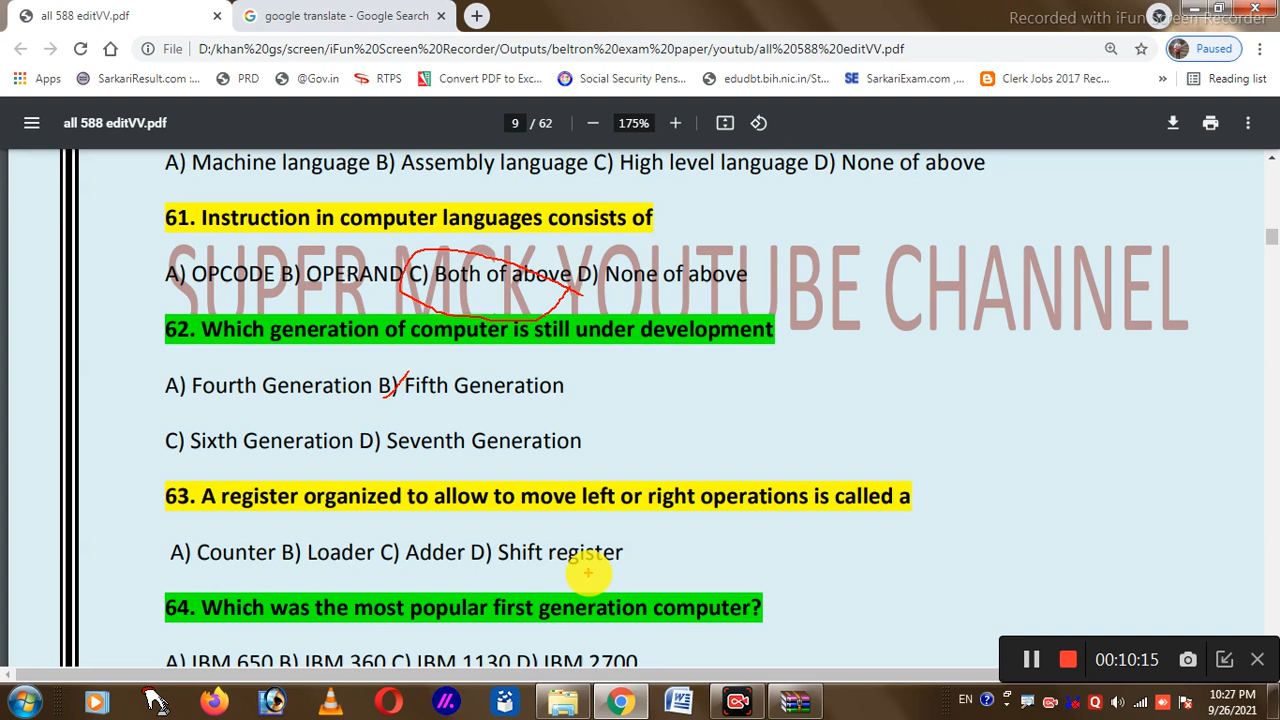 all 588 editVV.pdf
google translate - Google Search
Recorded with iFun Screen Recorder
File
D:/khan%20gs/screen/iFun%20Screen%20Recorder/Outputs/beltron%20exam%20paper/youtub/all%20588%20editVV.pdf
Paused
Apps
SarkariResult.com :...
PRD
@Gov.in
RTPS
Convert PDF to Exc...
Social Security Pens...
edudbt.bih.nic.in/St...
SarkariExam.com ,...
Clerk Jobs 2017 Rec...
»
Reading list
all 588 editVV.pdf
9 / 62
175%
A) Machine language B) Assembly language C) High level language D) None of above
61. Instruction in computer languages consists of
SUPER MCK YOUTUBE CHANNEL
A) OPCODE B) OPERAND C) Both of above D) None of above
62. Which generation of computer is still under development
A) Fourth Generation B) Fifth Generation
C) Sixth Generation D) Seventh Generation
63. A register organized to allow to move left or right operations is called a
A) Counter B) Loader C) Adder D) Shift register
64. Which was the most popular first generation computer?
A) IBM 650 B) IBM 360 C) IBM 1130 D) IBM 2700
00:10:15
EN
10:27 PM
9/26/2021